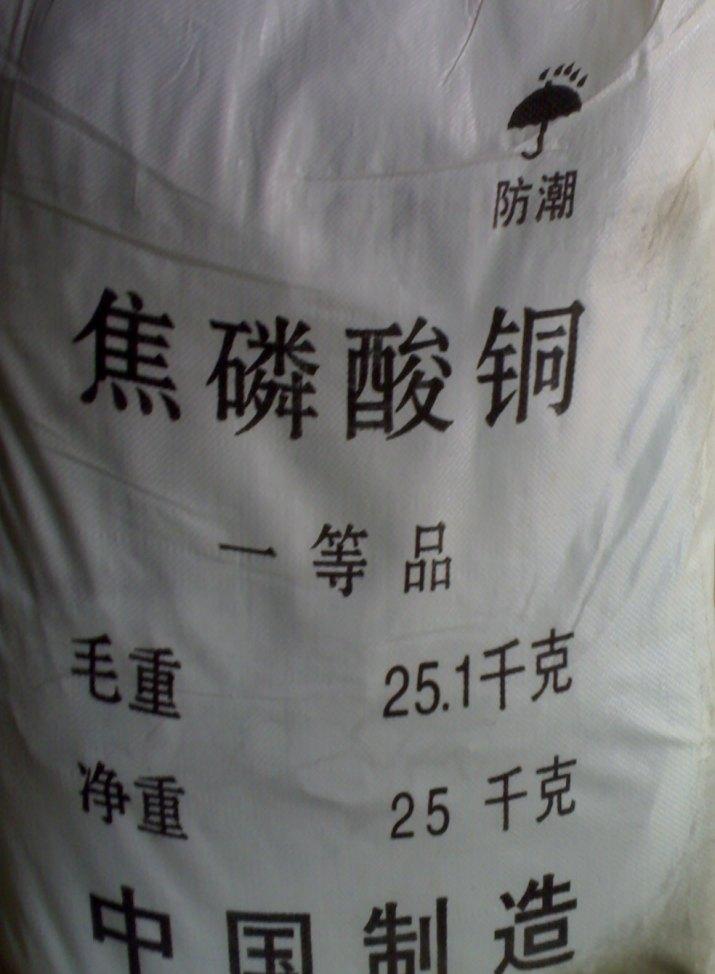 防潮
焦磷酸铜
一等品
毛重 25.1千克
净重 25 千克
中国制造